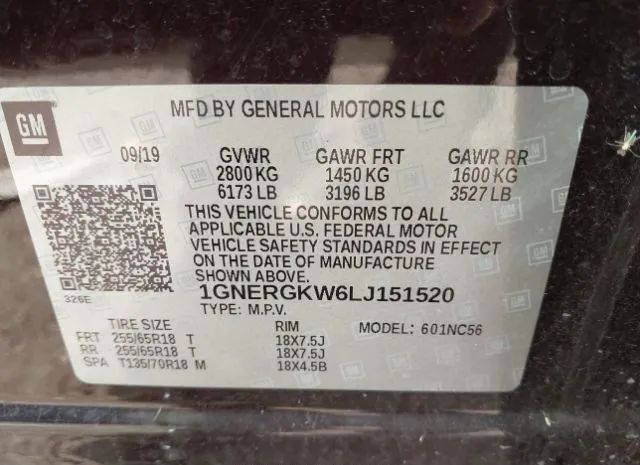 GM
MFD BY GENERAL MOTORS LLC
09/19 GVWR GAWR FRT GAWR RR
2800 KG 1450 KG 1600 KG
6173 LB 3196 LB 3527 LB
THIS VEHICLE CONFORMS TO ALL
APPLICABLE U.S. FEDERAL MOTOR
VEHICLE SAFETY STANDARDS IN EFFECT
ON THE DATE OF MANUFACTURE
SHOWN ABOVE.
326E
1GNERGKW6LJ151520
TYPE: M.P.V.
TIRE SIZE RIM MODEL: 601NC56
FRT 255/65R18 T 18X7.5J
RR 255/65R18 T 18X7.5J
SPA T135/70R18 M 18X4.5B